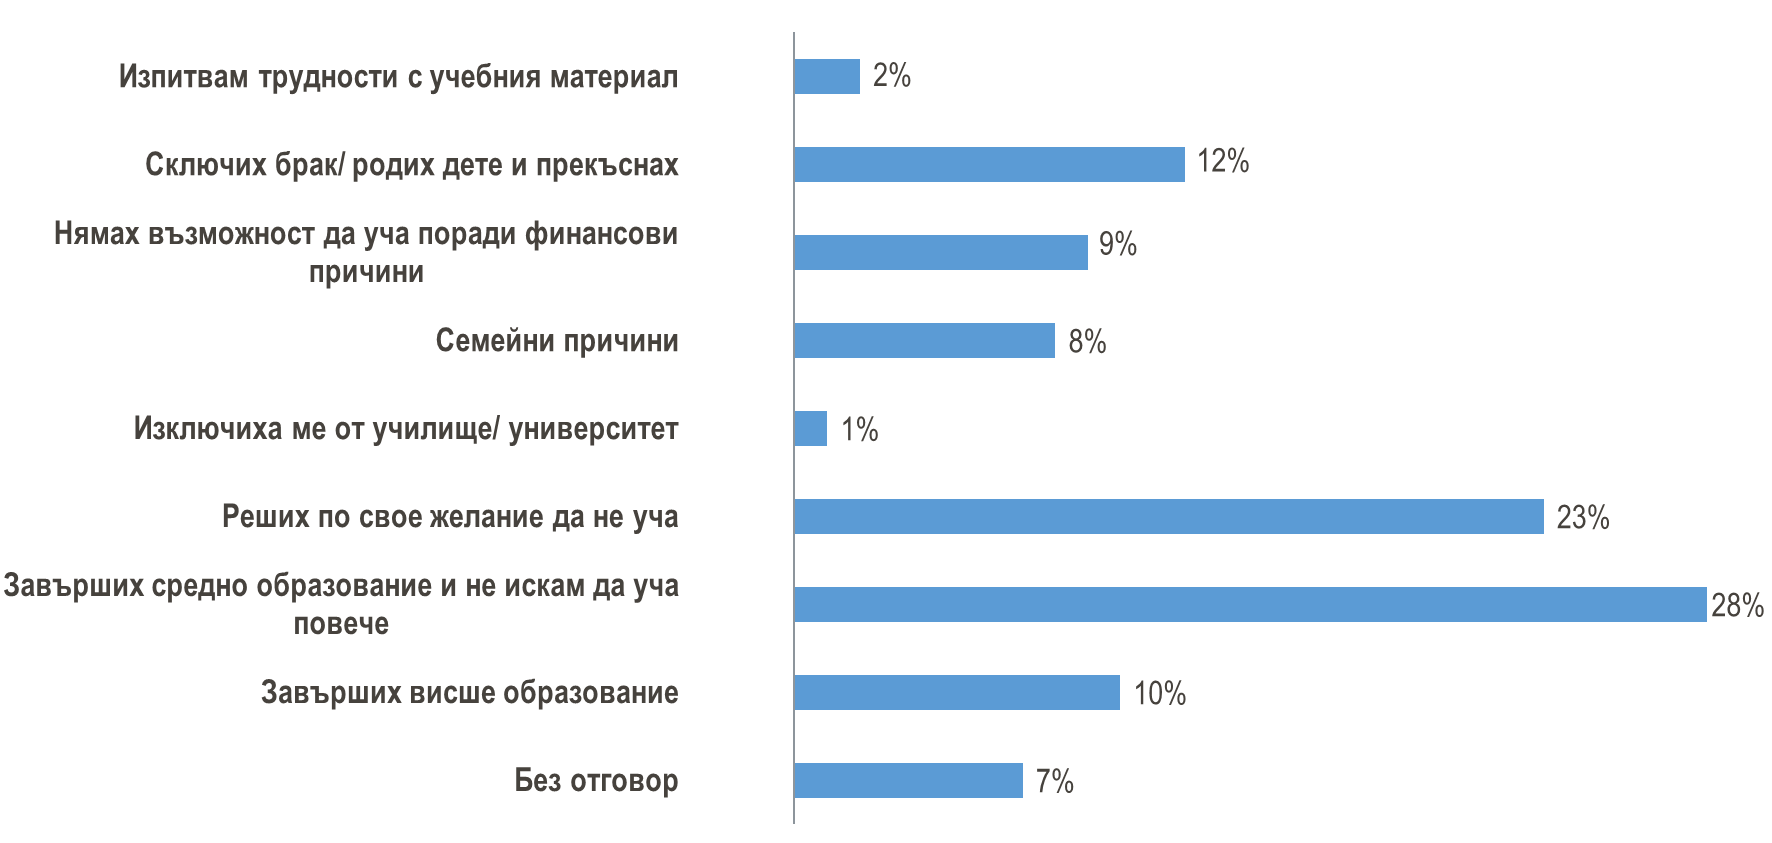 Изпитвам трудности с учебния материал
2%
Сключих брак/ родих дете и прекъснах
12%
Нямах възможност да уча поради финансови
причини
9%
Семейни причини
8%
Изключиха ме от училище/ университет
1%
Реших по свое желание да не уча
23%
Завърших средно образование и не искам да уча
повече
28%
Завърших висше образование
10%
Без отговор
7%